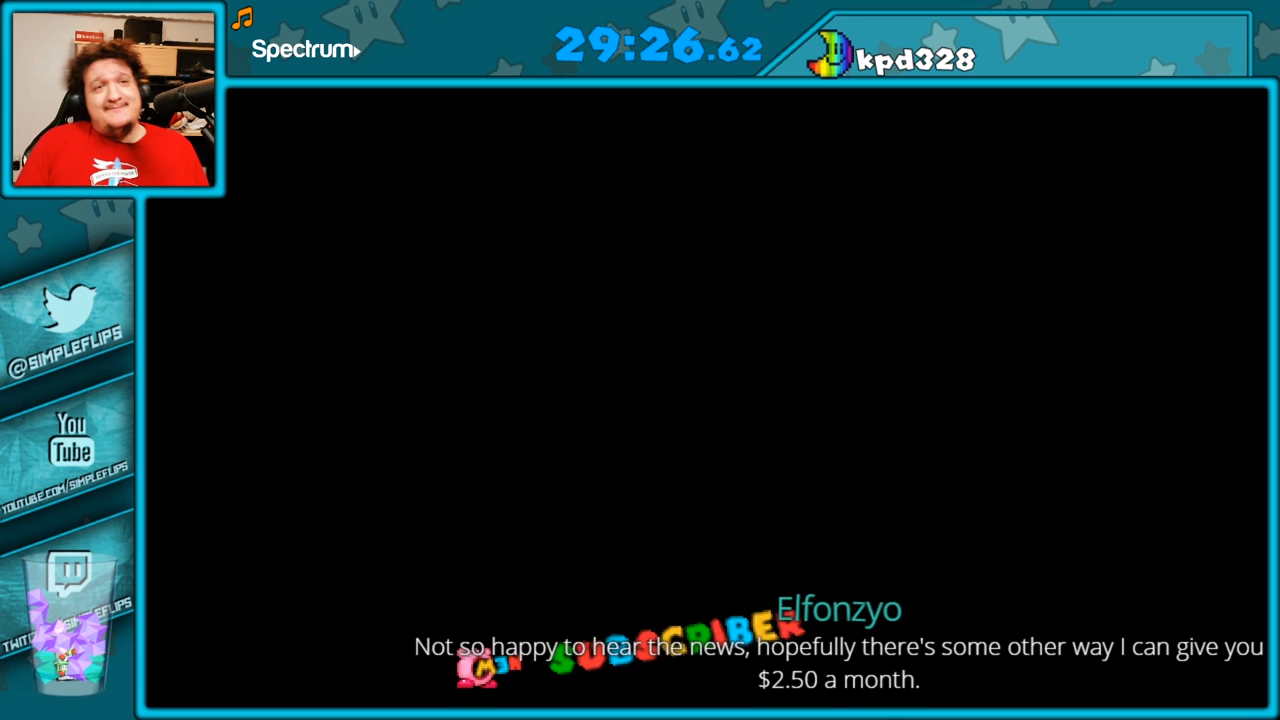 Spectrum
29:26.62
kpd328
@SIMPLEFLIPS
You
Tube
YOUTUBE.COM/SIMPLEFLIPS
Elfonzyo
SUBSCRIBER
Not so happy to hear the news, hopefully there's some other way I can give you
$2.50 a month.